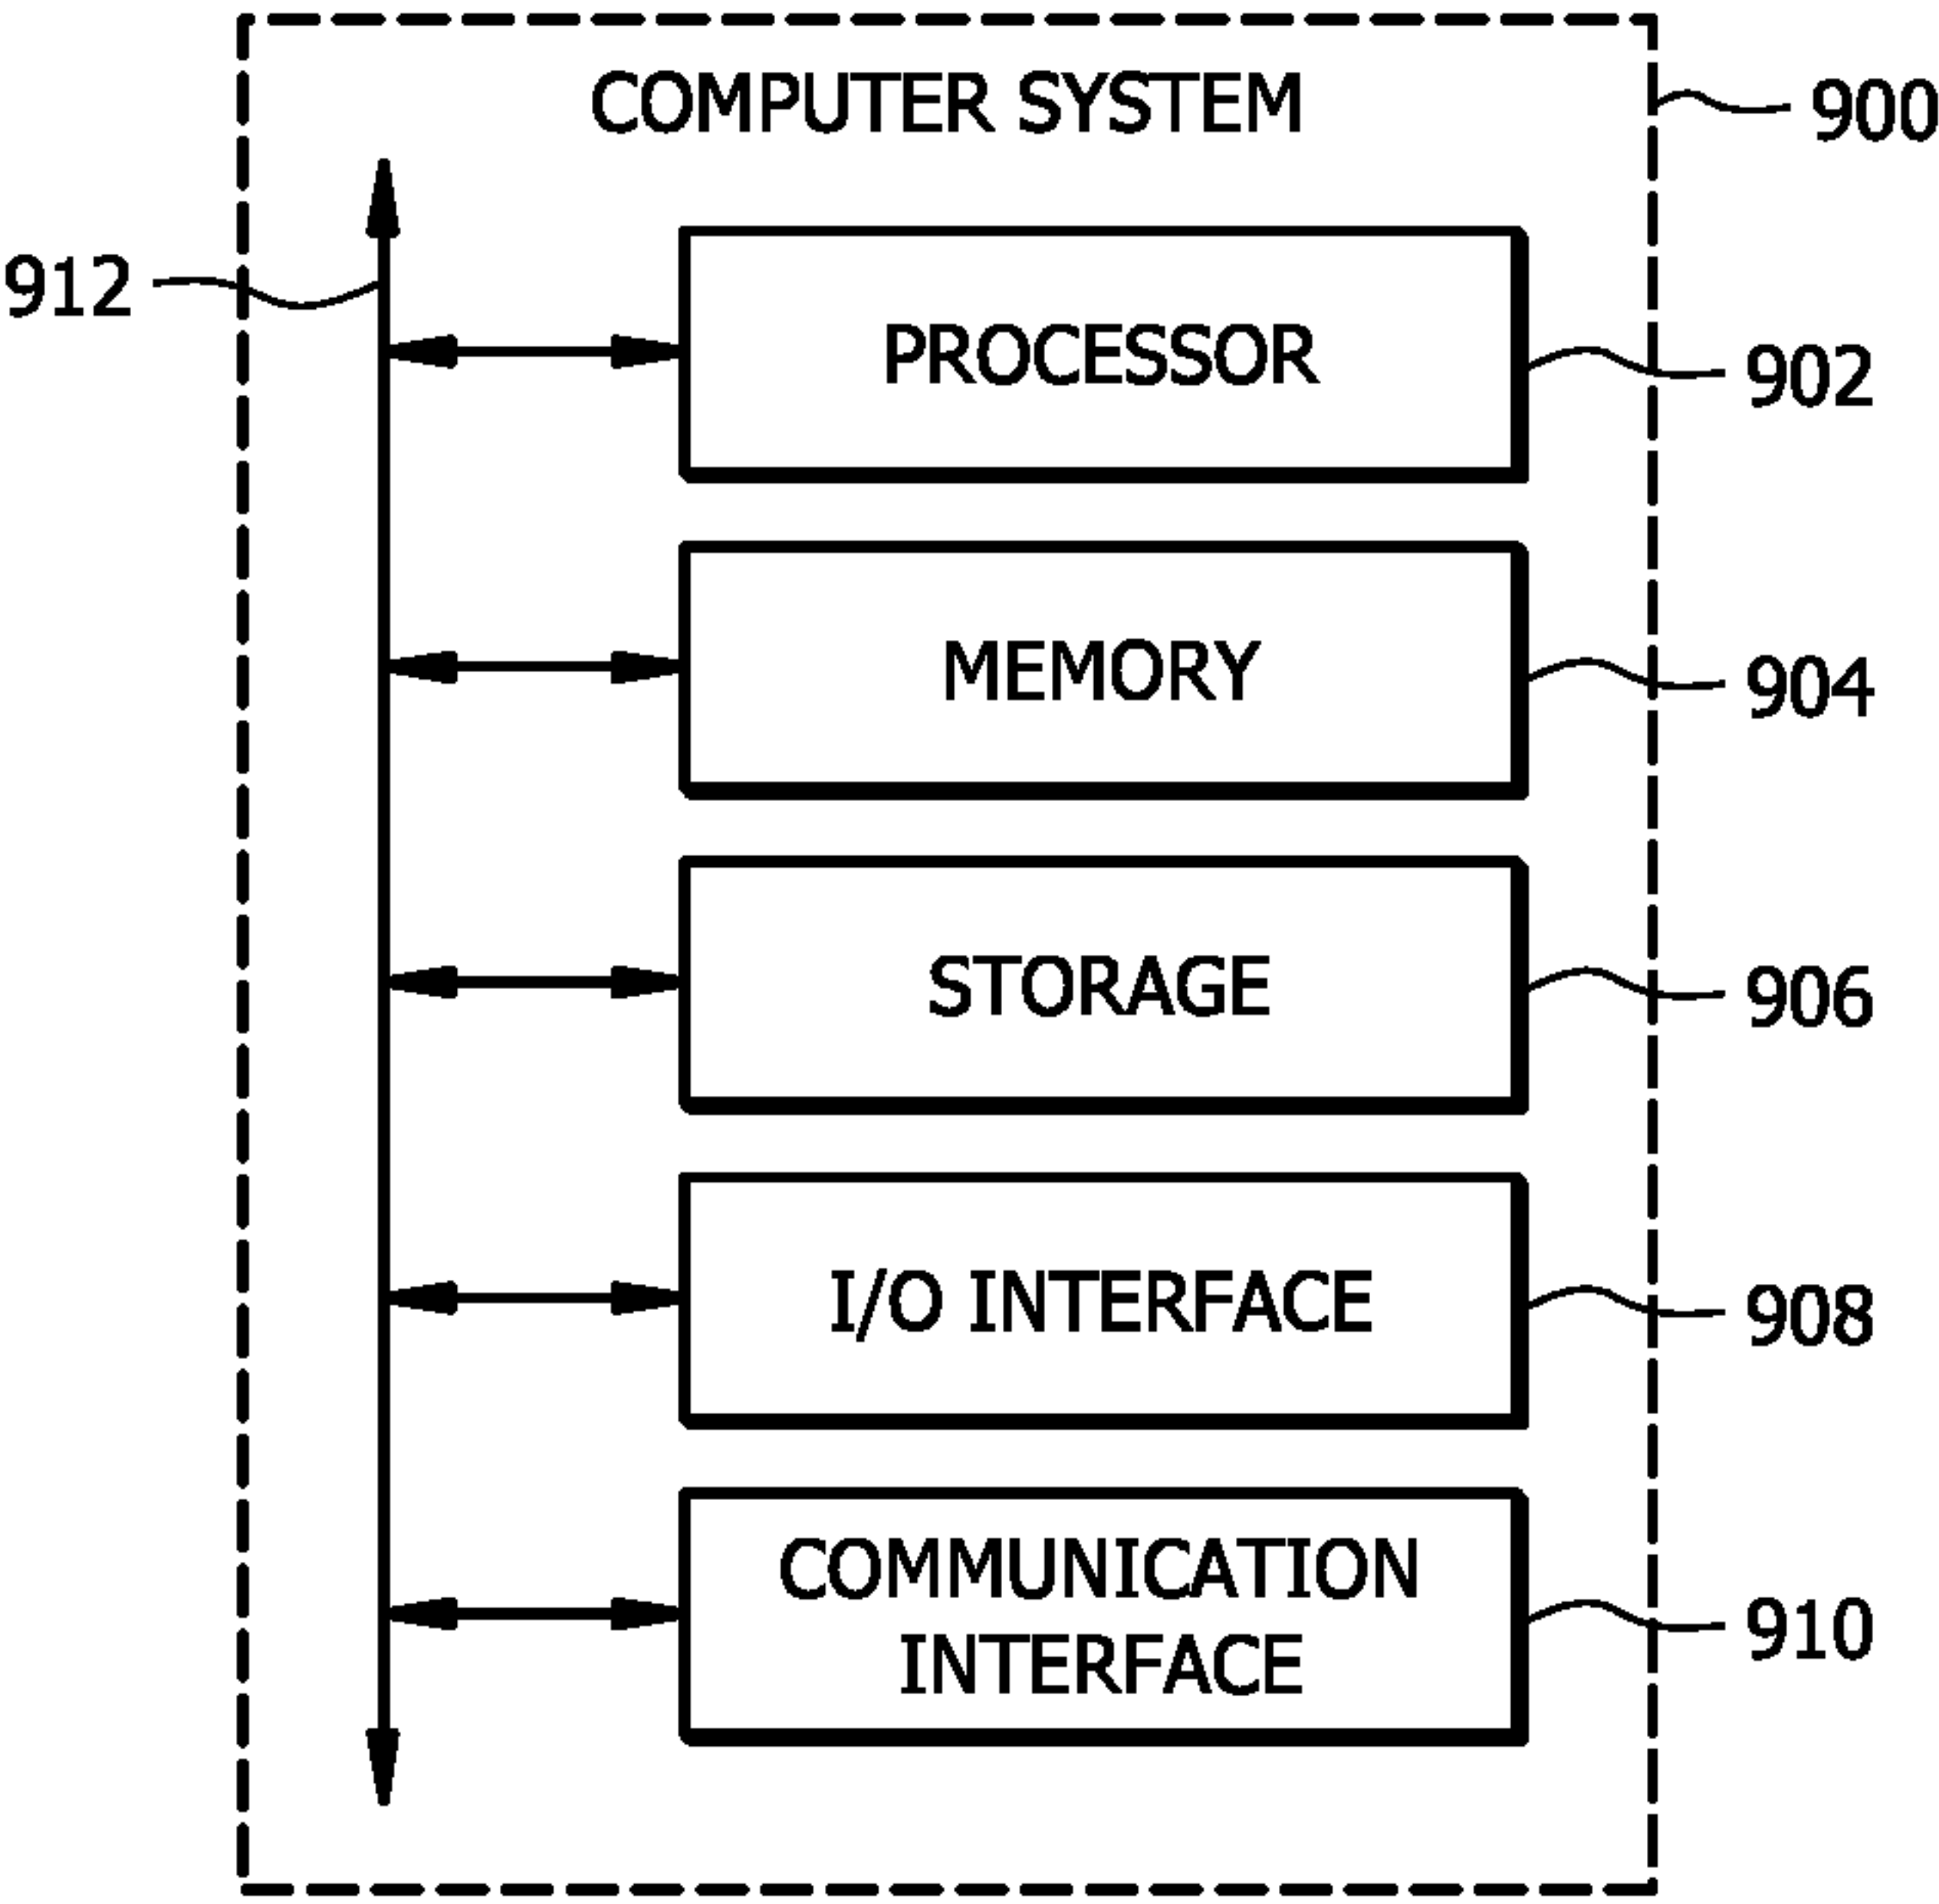 COMPUTER SYSTEM
900
912
PROCESSOR
902
MEMORY
904
STORAGE
906
I/O INTERFACE
908
COMMUNICATION
INTERFACE
910